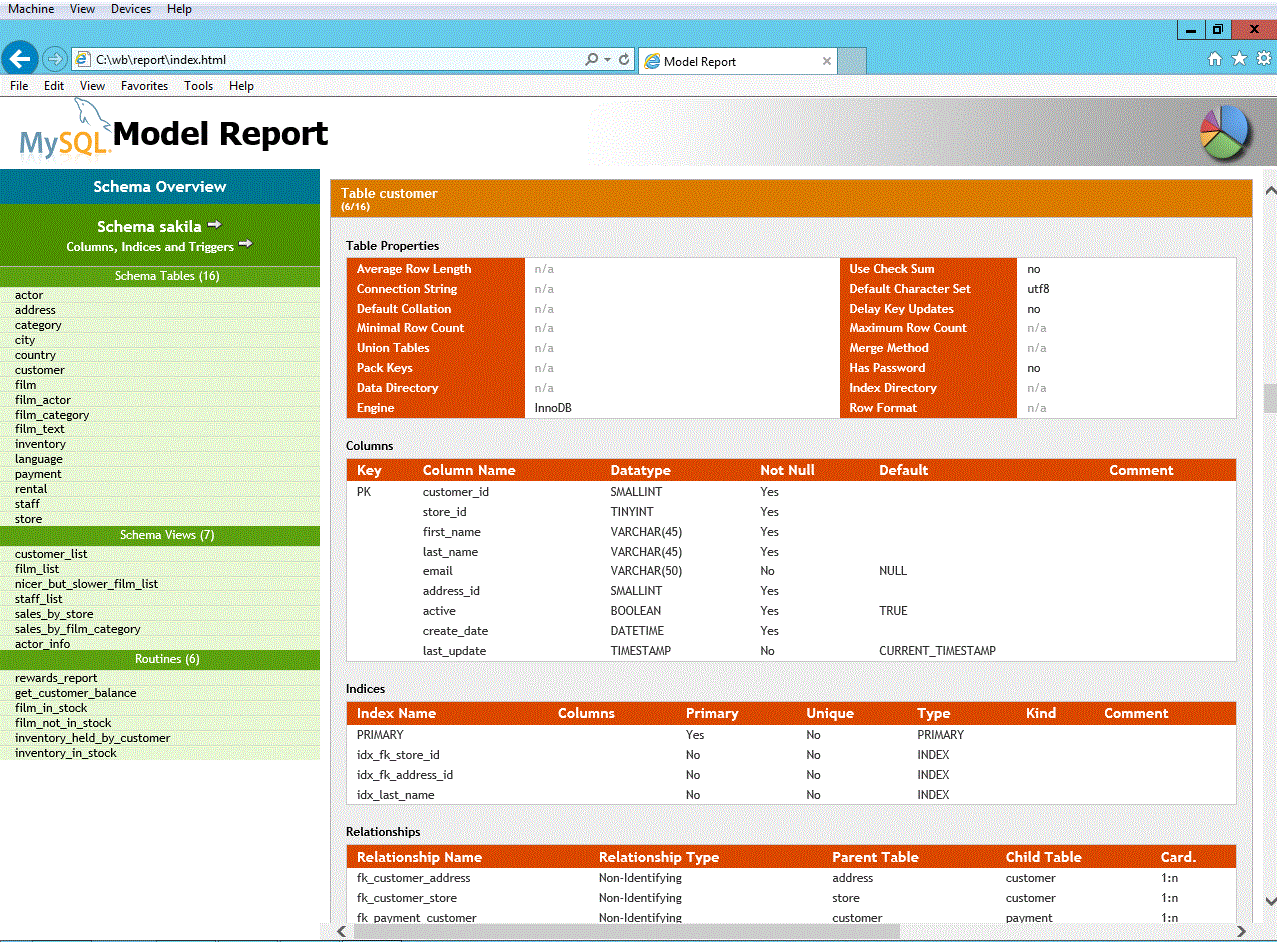 Machine View Devices Help
C:\wb\report\index.html
Model Report
File Edit View Favorites Tools Help
MySQL Model Report
Schema Overview
Schema sakila
Columns, Indices and Triggers
Schema Tables (16)
actor
address
category
city
country
customer
film
film_actor
film_category
film_text
inventory
language
payment
rental
staff
store
Schema Views (7)
customer_list
film_list
nicer_but_slower_film_list
staff_list
sales_by_store
sales_by_film_category
actor_info
Routines (6)
rewards_report
get_customer_balance
film_in_stock
film_not_in_stock
inventory_held_by_customer
inventory_in_stock
Table customer
(6/16)
Table Properties
Average Row Length n/a Use Check Sum no
Connection String n/a Default Character Set utf8
Default Collation n/a Delay Key Updates no
Minimal Row Count n/a Maximum Row Count n/a
Union Tables n/a Merge Method n/a
Pack Keys n/a Has Password no
Data Directory n/a Index Directory n/a
Engine InnoDB Row Format n/a
Columns
Key Column Name Datatype Not Null Default Comment
PK customer_id SMALLINT Yes
store_id TINYINT Yes
first_name VARCHAR(45) Yes
last_name VARCHAR(45) Yes
email VARCHAR(50) No NULL
address_id SMALLINT Yes
active BOOLEAN Yes TRUE
create_date DATETIME Yes
last_update TIMESTAMP No CURRENT_TIMESTAMP
Indices
Index Name Columns Primary Unique Type Kind Comment
PRIMARY Yes No PRIMARY
idx_fk_store_id No No INDEX
idx_fk_address_id No No INDEX
idx_last_name No No INDEX
Relationships
Relationship Name Relationship Type Parent Table Child Table Card.
fk_customer_address Non-Identifying address customer 1:n
fk_customer_store Non-Identifying store customer 1:n
fk_payment_customer Non-Identifying customer payment 1:n